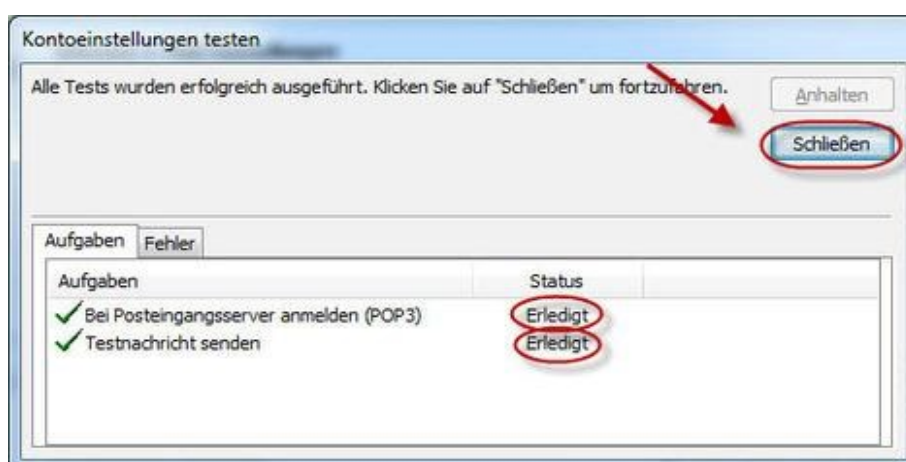 Kontoeinstellungen testen
Alle Tests wurden erfolgreich ausgeführt. Klicken Sie auf "Schließen" um fortzufahren.
Anhalten
Schließen
Aufgaben Fehler
Aufgaben Status
Bei Posteingangsserver anmelden (POP3) Erledigt
Testnachricht senden Erledigt